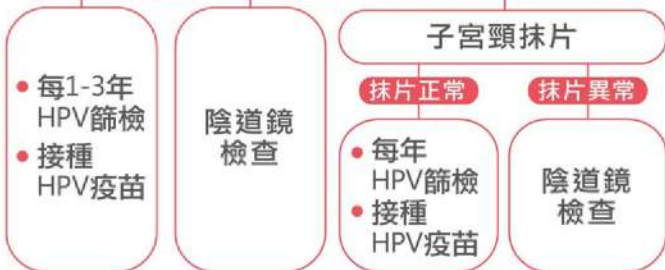 • 每1-3年
HPV篩檢
• 接種
HPV疫苗
陰道鏡
檢查
子宮頸抹片
抹片正常
• 每年
HPV篩檢
• 接種
HPV疫苗
抹片異常
陰道鏡
檢查